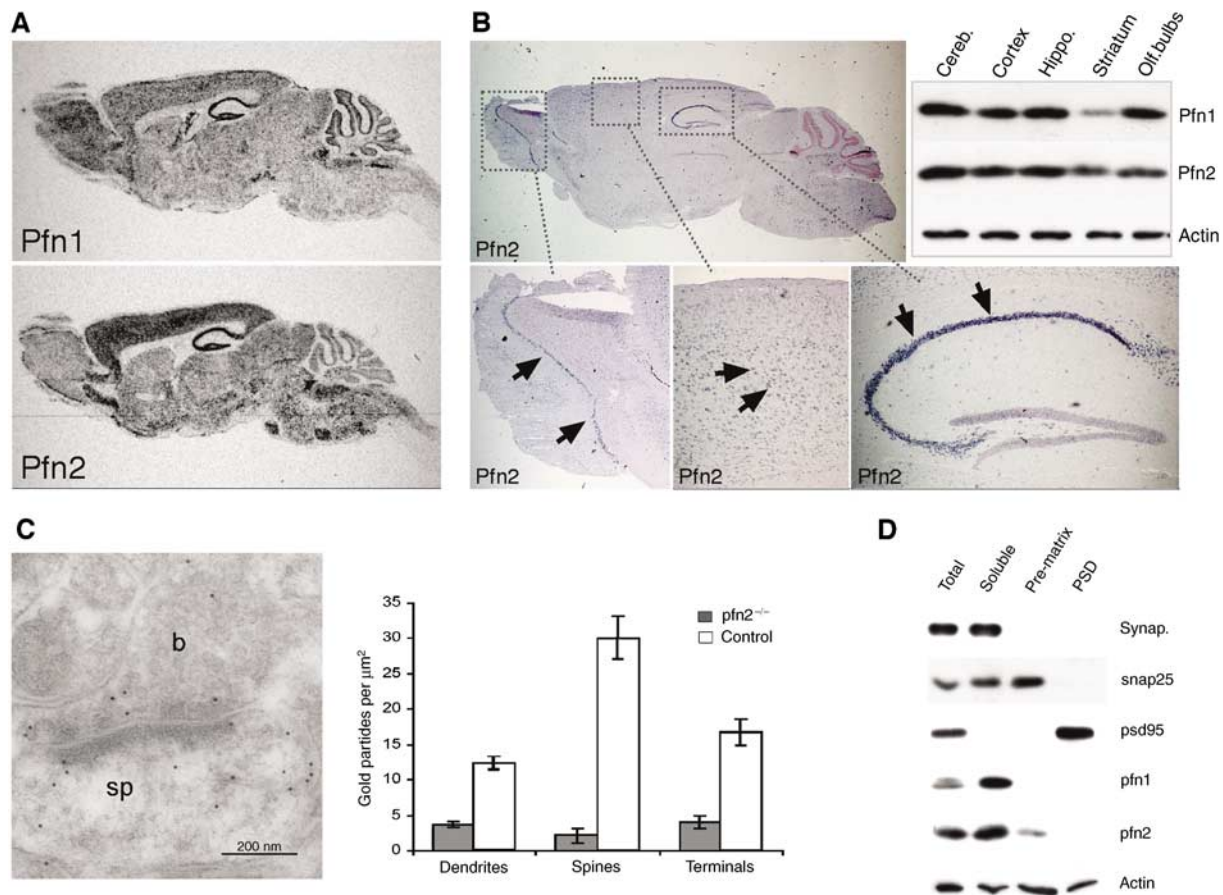 A
Pfn1
Pfn2
B
Pfn2
Pfn2
Pfn2
Pfn2
Cereb.
Cortex
Hippo.
Striatum
Olf.bulbs
Pfn1
Pfn2
Actin
C
b
sp
200 nm
Gold partides per µm²
35
30
25
20
15
10
5
0
pfn2⁻/⁻
Control
Dendrites
Spines
Terminals
D
Total
Soluble
Pre-matrix
PSD
Synap.
snap25
psd95
pfn1
pfn2
Actin